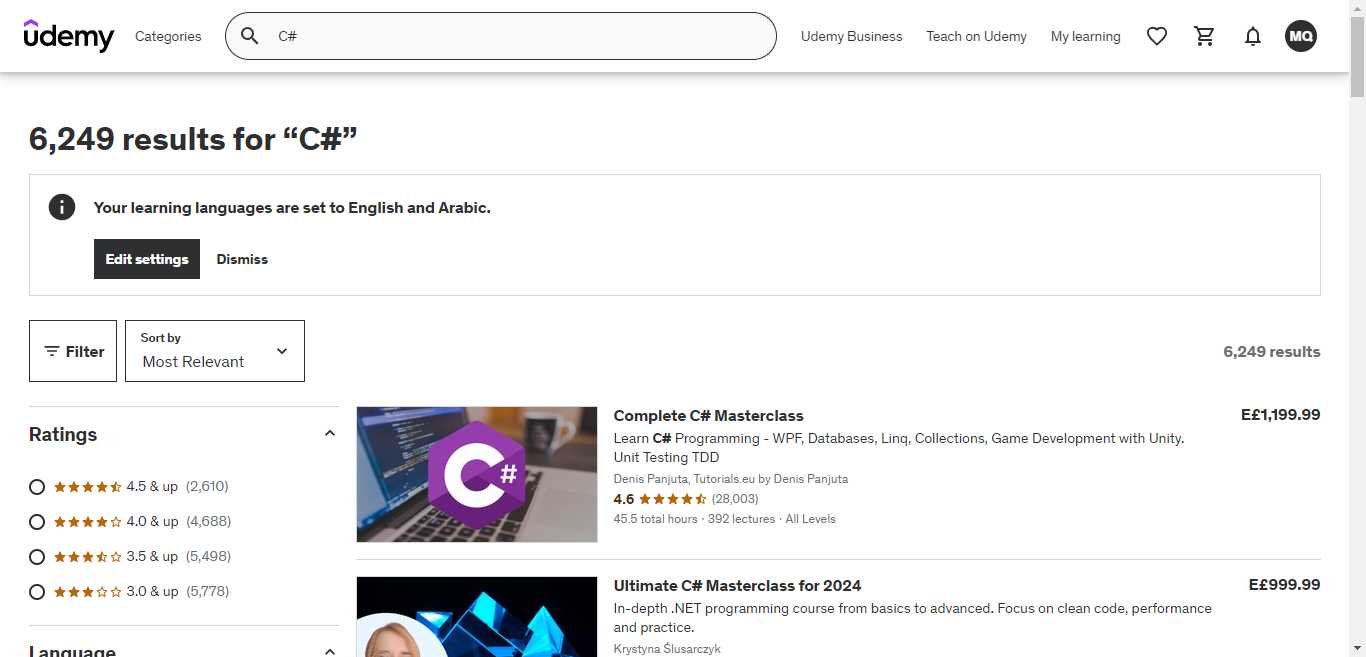 udemy
Categories
C#
Udemy Business
Teach on Udemy
My learning
MQ
6,249 results for “C#”
Your learning languages are set to English and Arabic.
Edit settings
Dismiss
Filter
Sort by
Most Relevant
6,249 results
Ratings
4.5 & up (2,610)
4.0 & up (4,688)
3.5 & up (5,498)
3.0 & up (5,778)
Language
C#
Complete C# Masterclass
E£1,199.99
Learn C# Programming - WPF, Databases, Linq, Collections, Game Development with Unity.
Unit Testing TDD
Denis Panjuta, Tutorials.eu by Denis Panjuta
4.6 (28,003)
45.5 total hours · 392 lectures · All Levels
Ultimate C# Masterclass for 2024
E£999.99
In-depth .NET programming course from basics to advanced. Focus on clean code, performance
and practice.
Krystyna Ślusarczyk